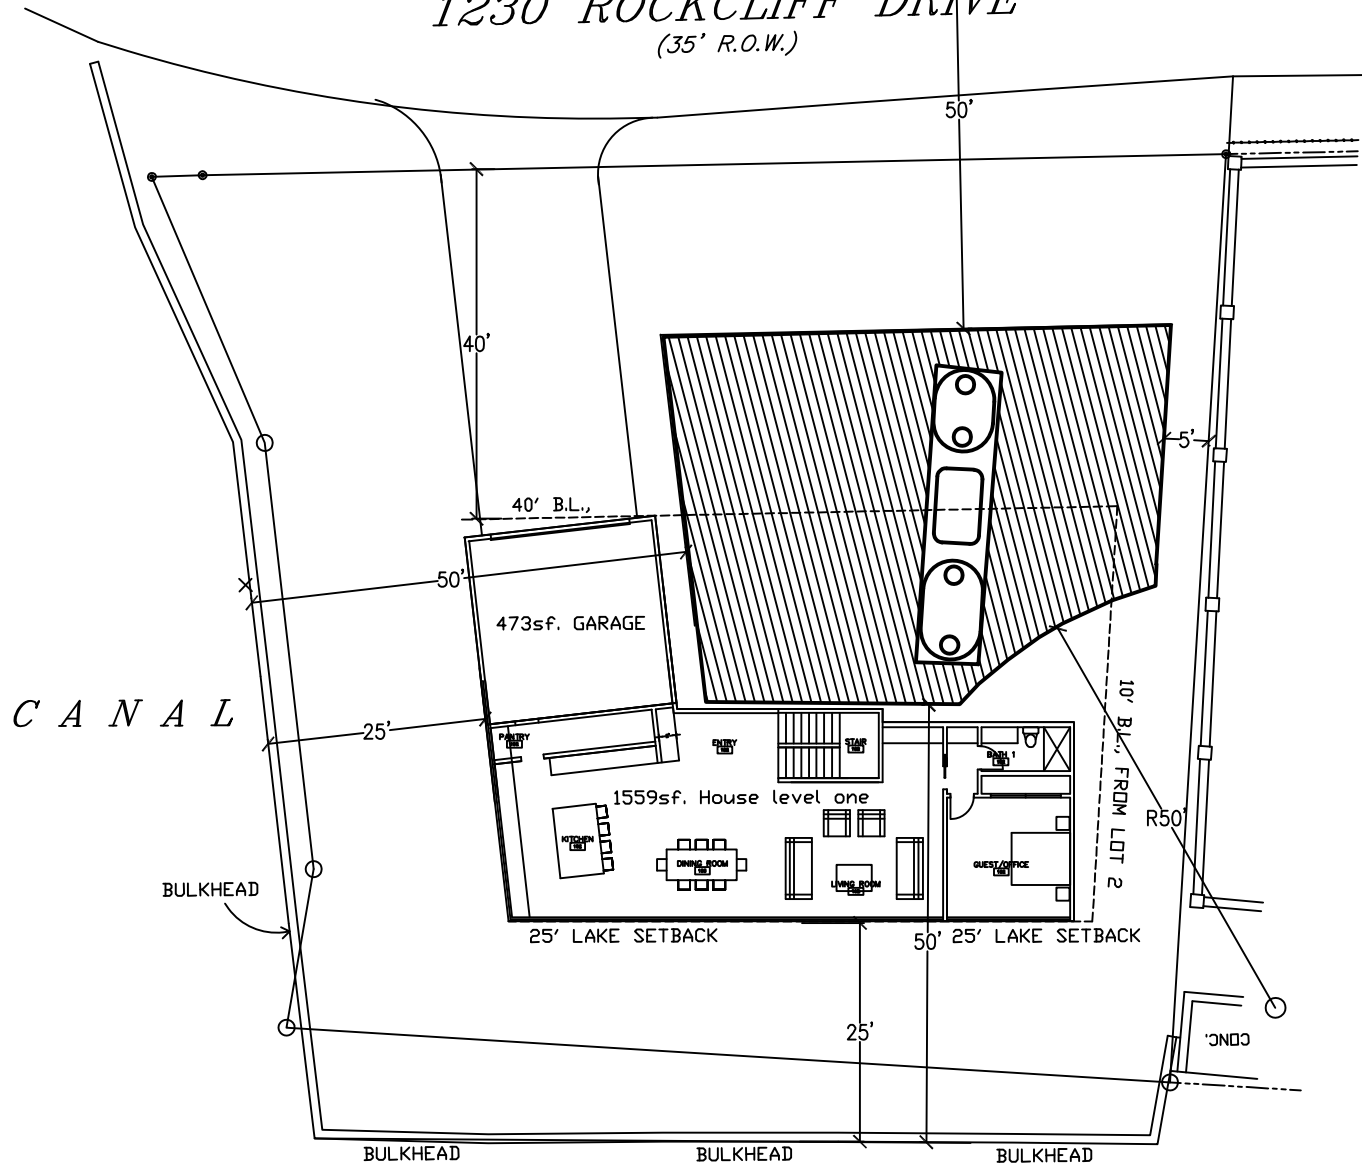 1230 ROCKCLIFF DRIVE
(35' R.O.W.)
50'
40'
5'
40' B.L.,
50'
473sf. GARAGE
10' B.L., FROM LOT 2
C A N A L
25'
PANTRY
ENTRY
STAIR
BATH 1
1559sf. House level one
R50'
KITCHEN
DINING ROOM
LIVING ROOM
GUEST/OFFICE
BULKHEAD
25' LAKE SETBACK
50'
25' LAKE SETBACK
25'
CONC.
BULKHEAD
BULKHEAD
BULKHEAD